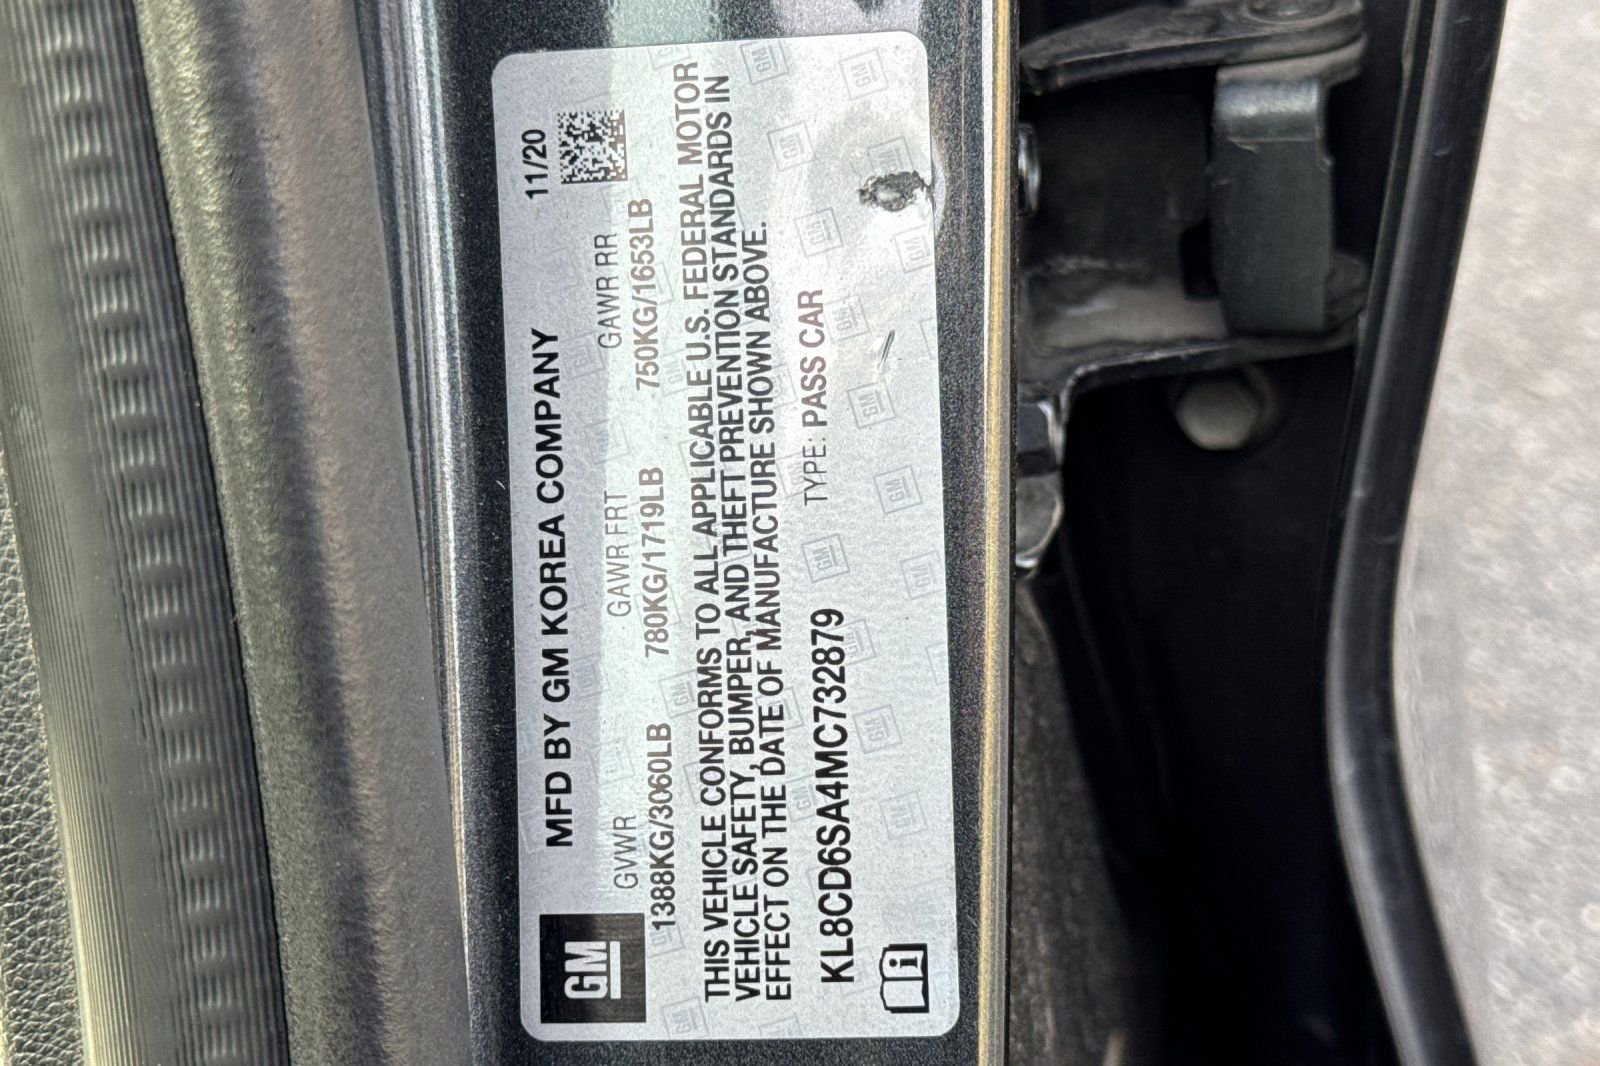 GM
MFD BY GM KOREA COMPANY 11/20
GVWR GAWR FRT GAWR RR
1388KG/3060LB 780KG/1719LB 750KG/1653LB
THIS VEHICLE CONFORMS TO ALL APPLICABLE U.S. FEDERAL MOTOR
VEHICLE SAFETY, BUMPER, AND THEFT PREVENTION STANDARDS IN
EFFECT ON THE DATE OF MANUFACTURE SHOWN ABOVE.
KL8CD6SA4MC732879 TYPE: PASS CAR